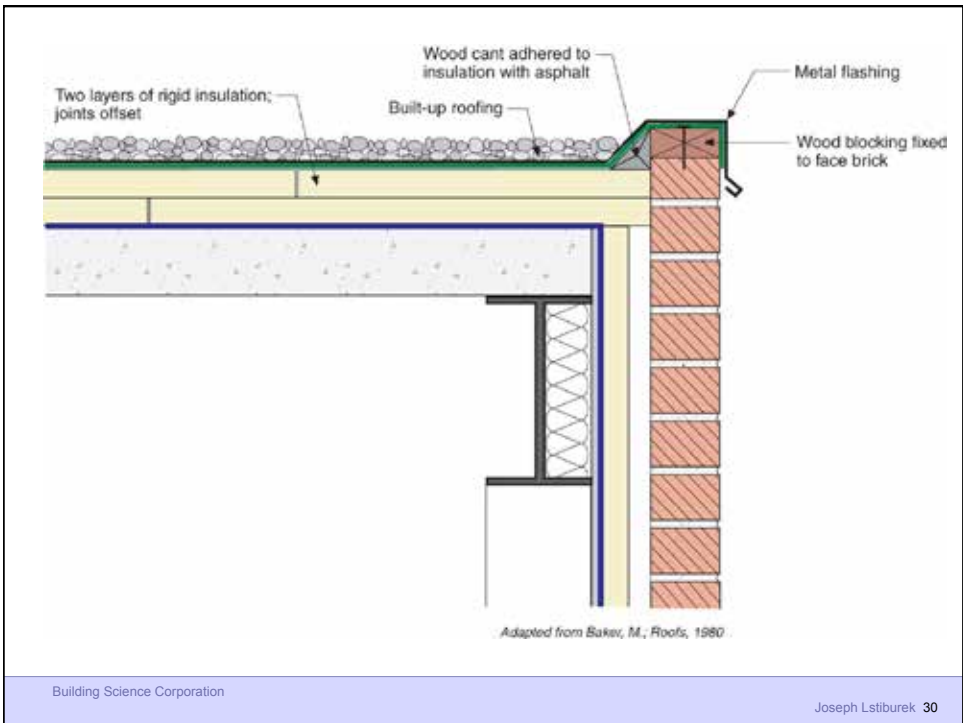 Wood cant adhered to
insulation with asphalt
Metal flashing
Two layers of rigid insulation;
joints offset
Built-up roofing
Wood blocking fixed
to face brick
Adapted from Baker, M.; Roofs, 1980
Building Science Corporation
Joseph Lstiburek 30